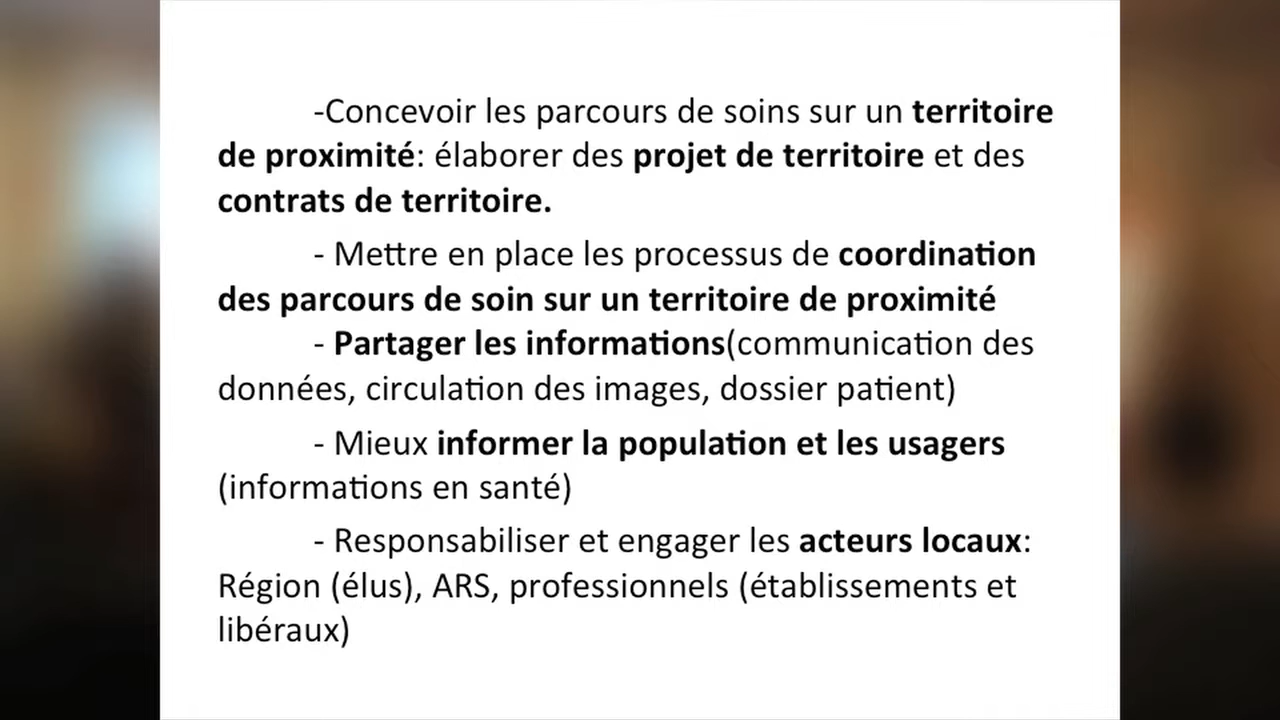 -Concevoir les parcours de soins sur un territoire
de proximité: élaborer des projet de territoire et des
contrats de territoire.
- Mettre en place les processus de coordination
des parcours de soin sur un territoire de proximité
- Partager les informations(communication des
données, circulation des images, dossier patient)
- Mieux informer la population et les usagers
(informations en santé)
- Responsabiliser et engager les acteurs locaux:
Région (élus), ARS, professionnels (établissements et
libéraux)